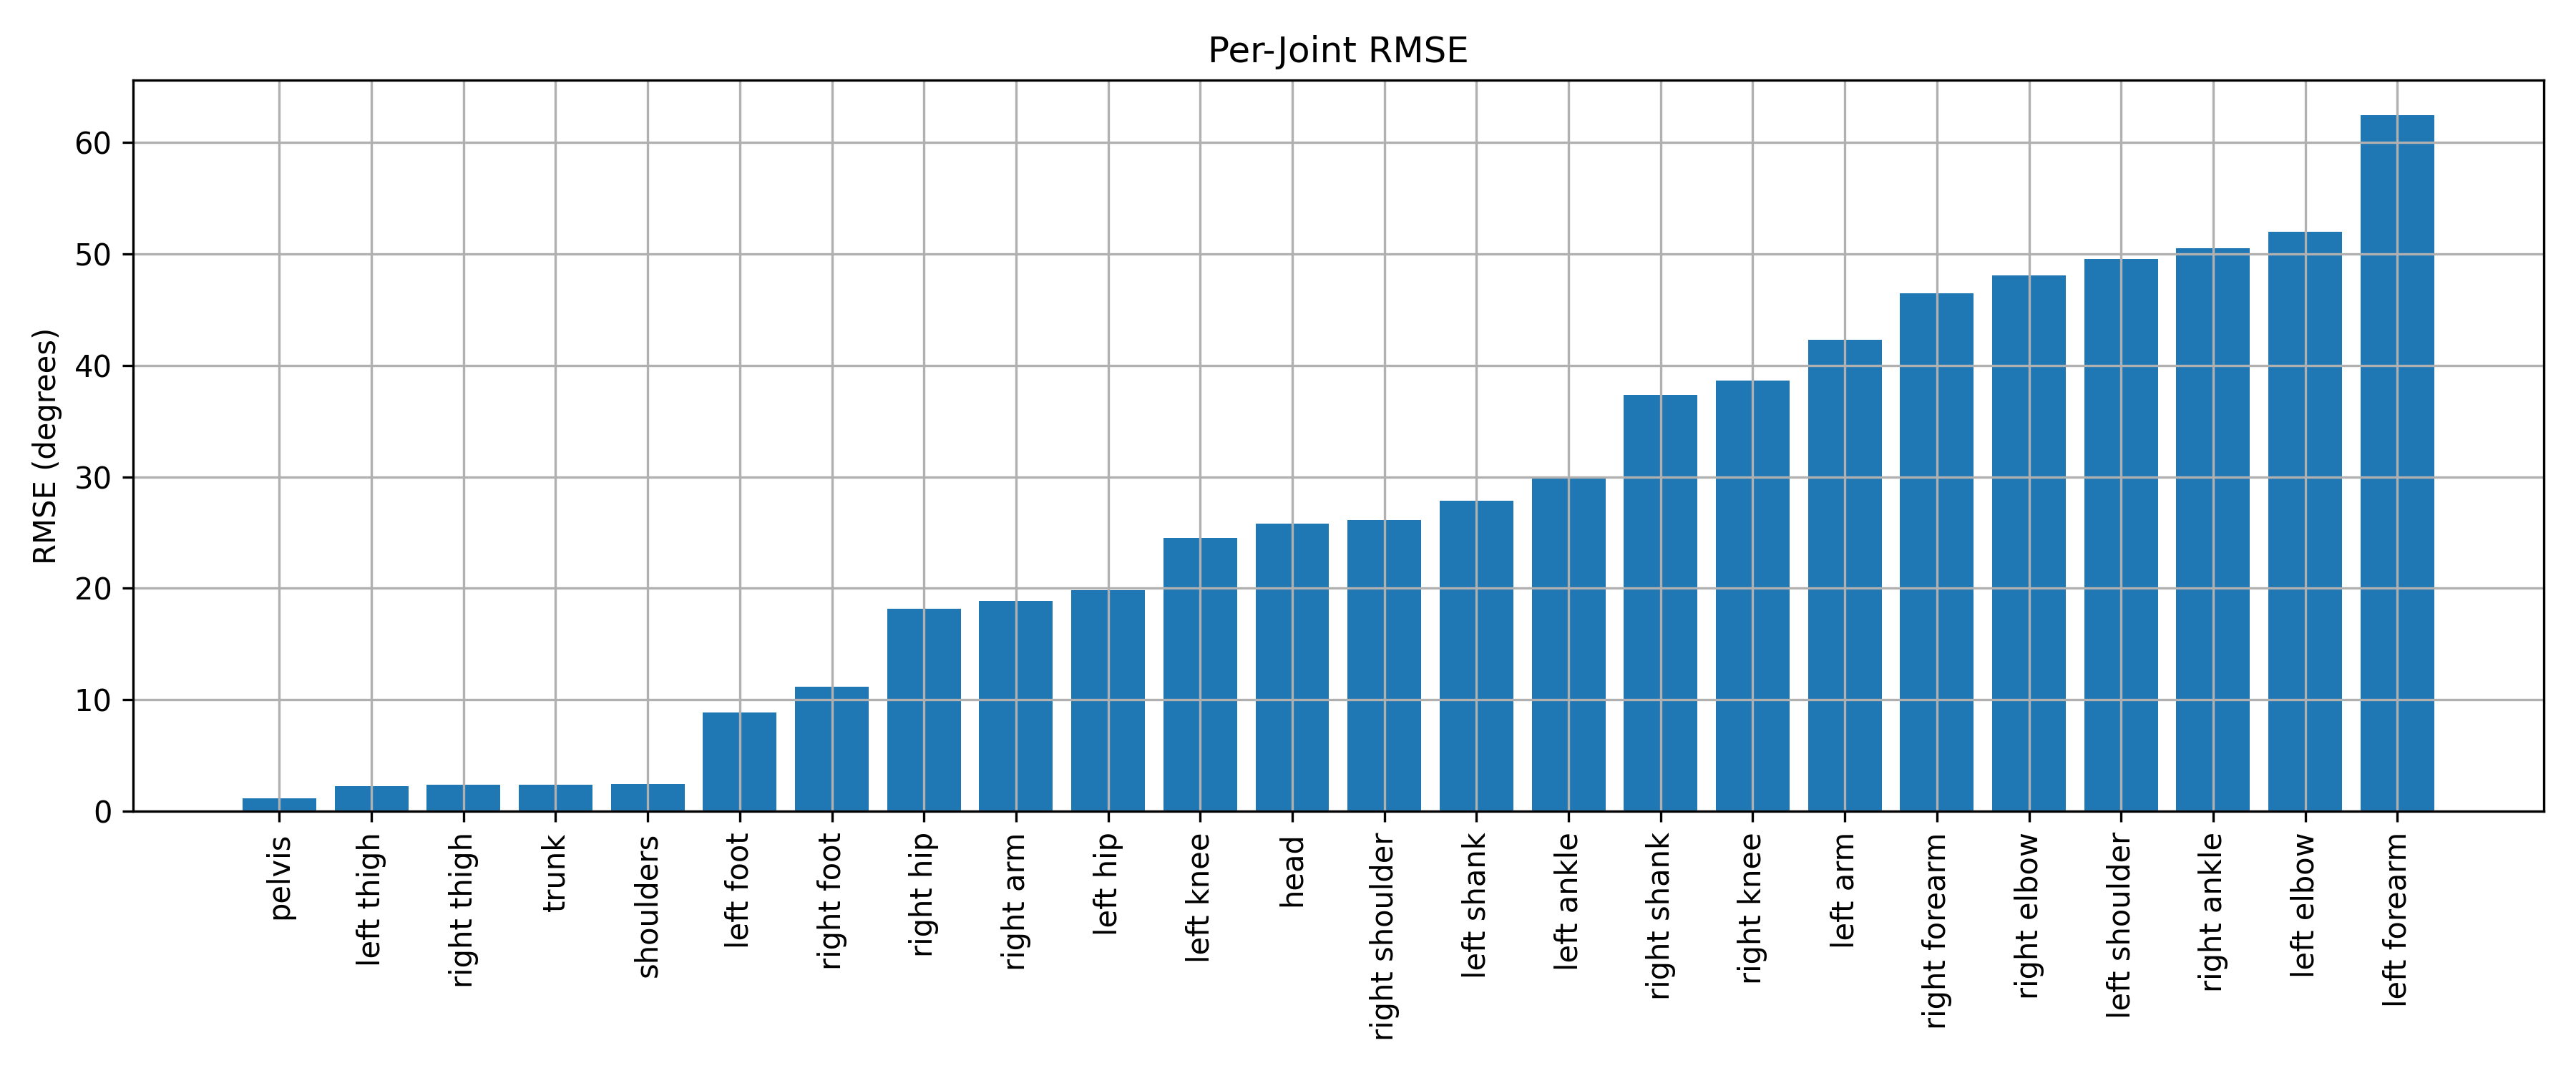 Per-Joint RMSE
RMSE (degrees)
60
50
40
30
20
10
0
pelvis
left thigh
right thigh
trunk
shoulders
left foot
right foot
right hip
right arm
left hip
left knee
head
right shoulder
left shank
left ankle
right shank
right knee
left arm
right forearm
right elbow
left shoulder
right ankle
left elbow
left forearm